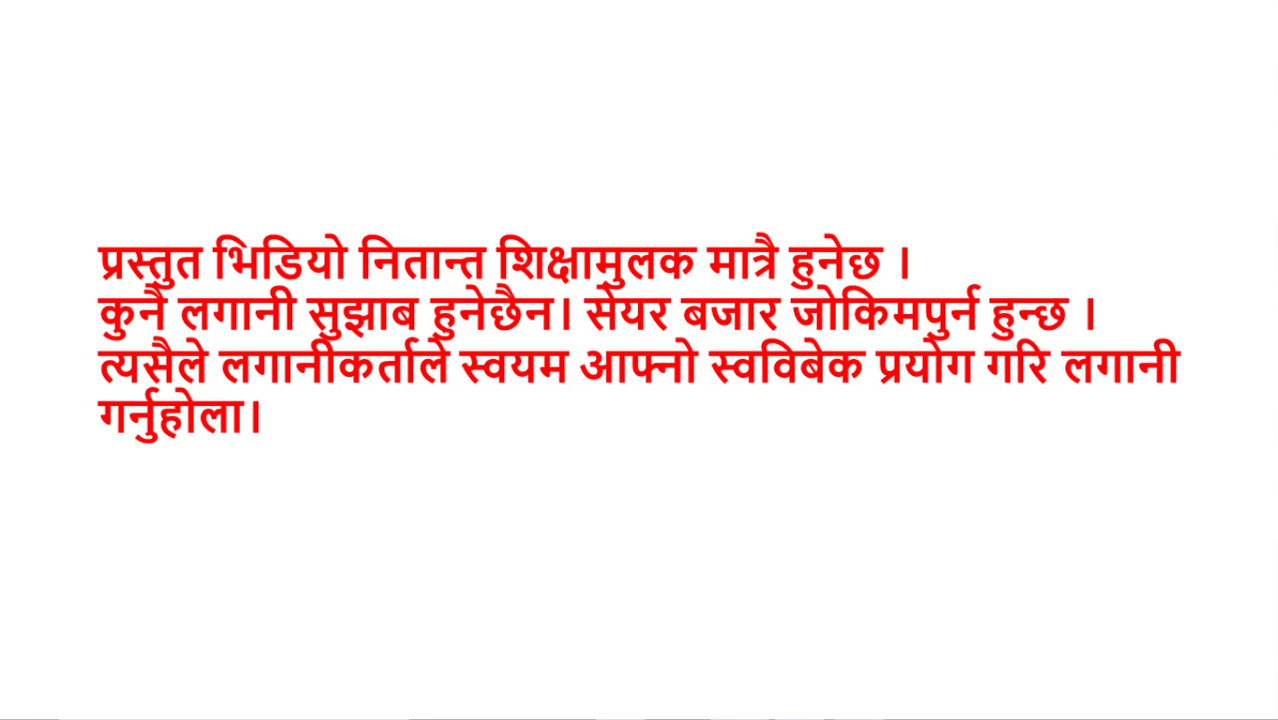 प्रस्तुत भिडियो नितान्त शिक्षामुलक मात्रै हुनेछ ।
कुनै लगानी सुझाब हुनेछैन। सेयर बजार जोकिमपुर्न हुन्छ ।
त्यसैले लगानीकर्ताले स्वयम आफ्नो स्वविबेक प्रयोग गरि लगानी
गर्नुहोला।